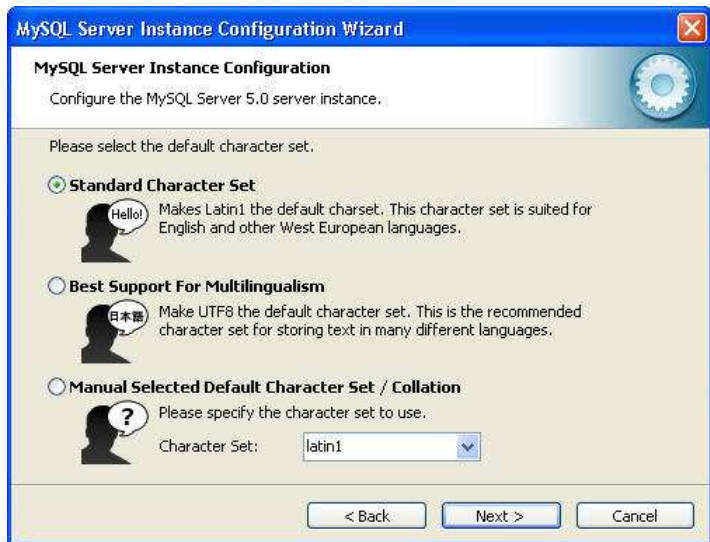 MySQL Server Instance Configuration Wizard
MySQL Server Instance Configuration
Configure the MySQL Server 5.0 server instance.
Please select the default character set.
Standard Character Set
Hello!
Makes Latin1 the default charset. This character set is suited for
English and other West European languages.
Best Support For Multilingualism
日本語
Make UTF8 the default character set. This is the recommended
character set for storing text in many different languages.
Manual Selected Default Character Set / Collation
?
Please specify the character set to use.
Character Set: latin1
< Back Next > Cancel